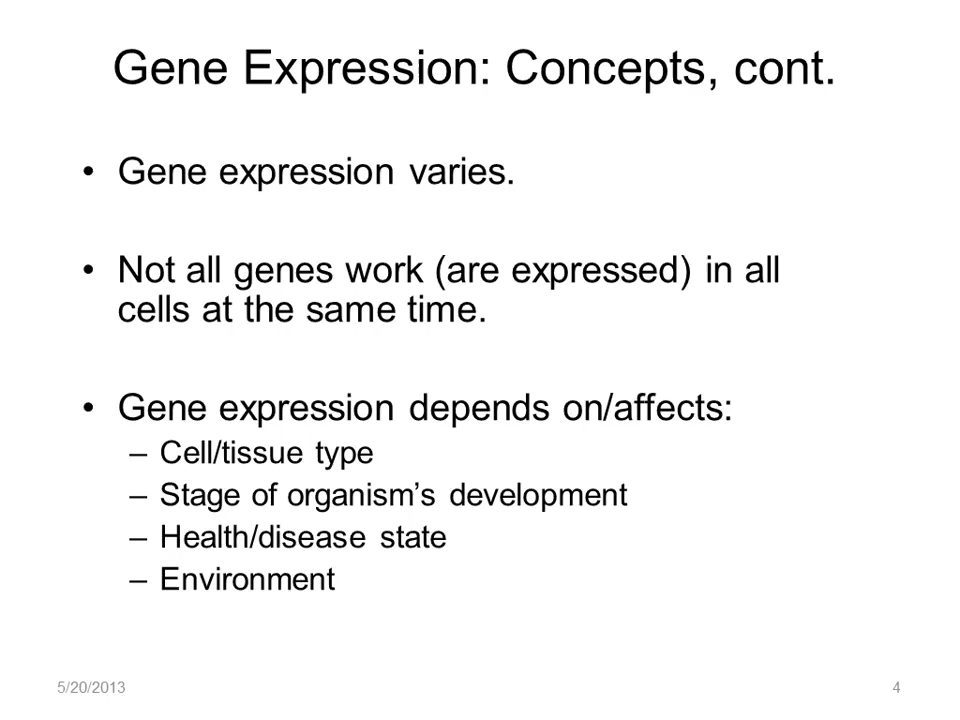 Gene Expression: Concepts, cont.
• Gene expression varies.
• Not all genes work (are expressed) in all
cells at the same time.
• Gene expression depends on/affects:
– Cell/tissue type
– Stage of organism’s development
– Health/disease state
– Environment
5/20/2013 4